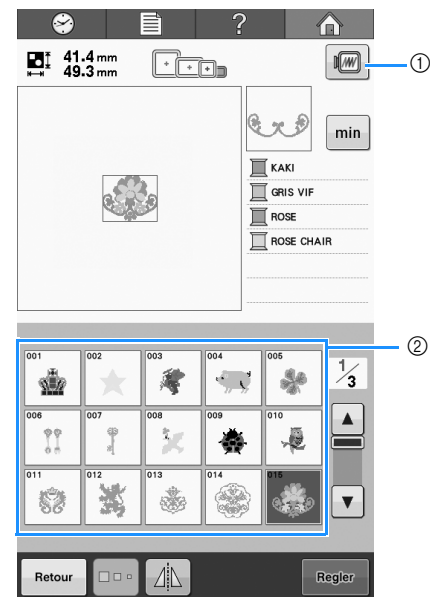 ?
41.4 mm
49.3 mm
①
min
KAKI
GRIS VIF
ROSE
ROSE CHAIR
②
001 002 003 004 005
1/3
006 007 008 009 010
011 012 013 014 015
Retour
Regler